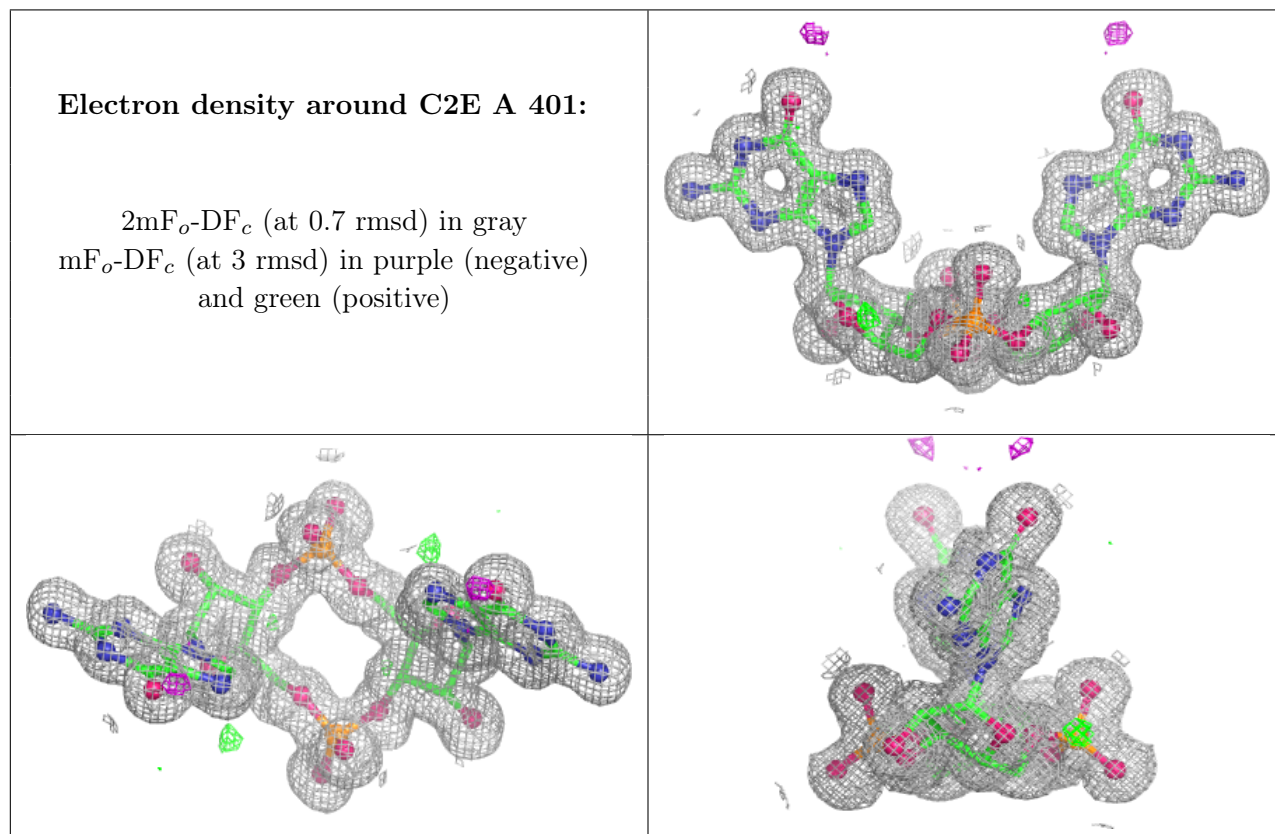 Electron density around C2E A 401:
2mFo-DFc (at 0.7 rmsd) in gray
mFo-DFc (at 3 rmsd) in purple (negative)
and green (positive)